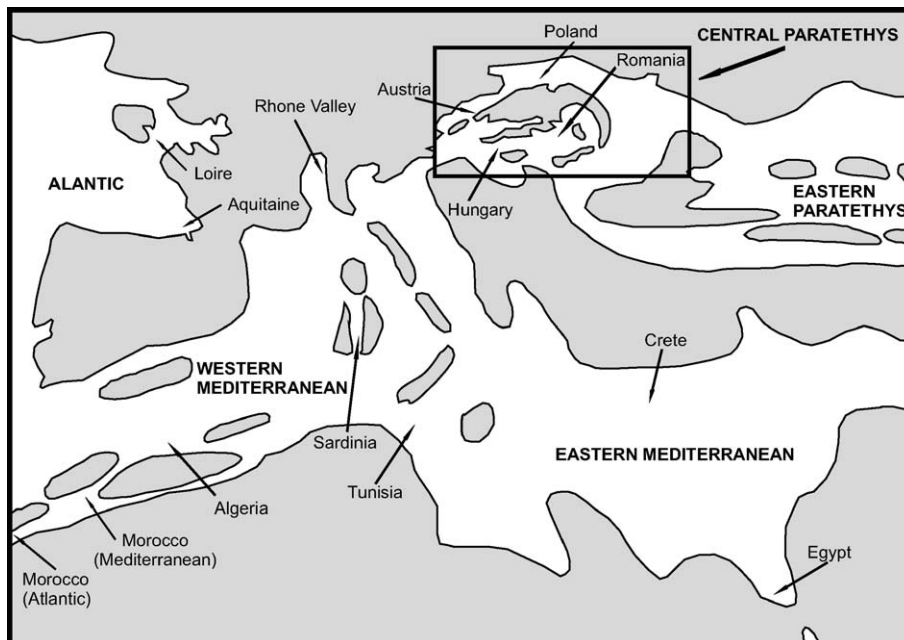 Poland
CENTRAL PARATETHYS
Romania
Austria
Rhone Valley
Loire
ALANTIC
Aquitaine
Hungary
EASTERN
PARATETHYS
Crete
WESTERN
MEDITERRANEAN
Sardinia
EASTERN MEDITERRANEAN
Tunisia
Algeria
Morocco
(Mediterranean)
Egypt
Morocco
(Atlantic)